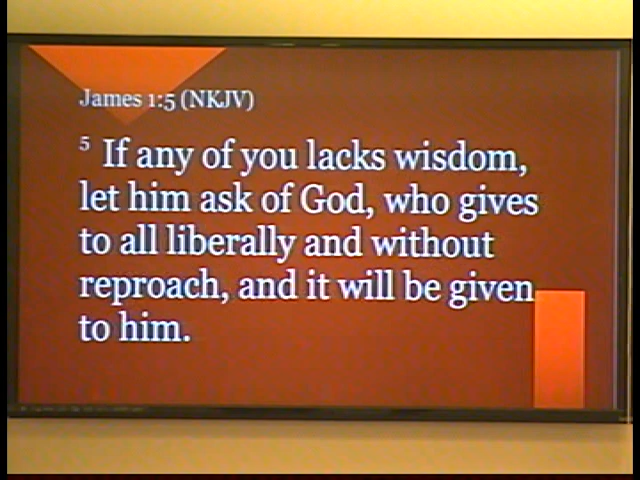 James 1:5 (NKJV)
5 If any of you lacks wisdom,
let him ask of God, who gives
to all liberally and without
reproach, and it will be given
to him.